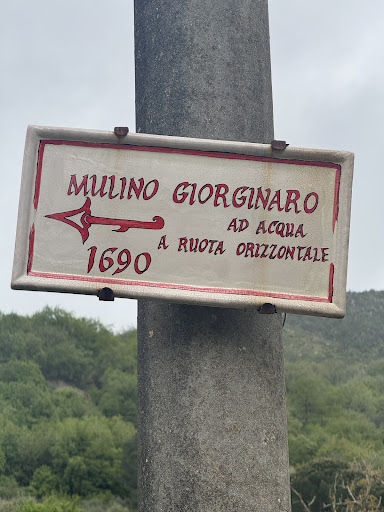 MULINO GIORGINARO
AD ACQUA
A RUOTA ORIZZONTALE
1690